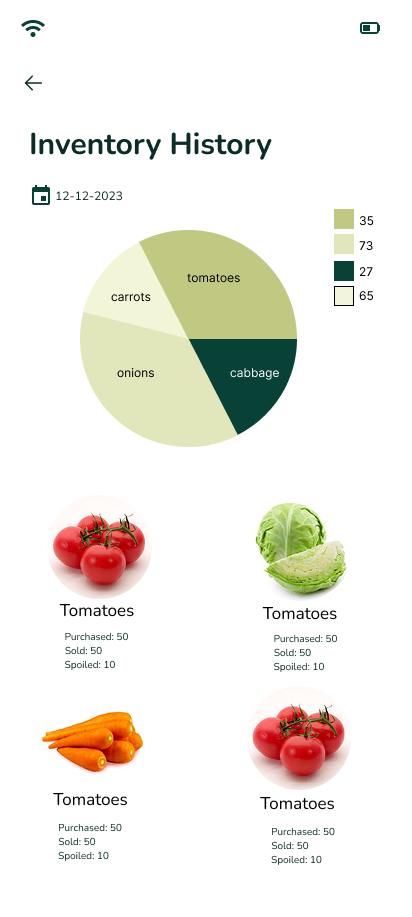 Inventory History
12-12-2023
35
73
27
65
tomatoes
carrots
onions
cabbage
Tomatoes
Purchased: 50
Sold: 50
Spoiled: 10
Tomatoes
Purchased: 50
Sold: 50
Spoiled: 10
Tomatoes
Purchased: 50
Sold: 50
Spoiled: 10
Tomatoes
Purchased: 50
Sold: 50
Spoiled: 10